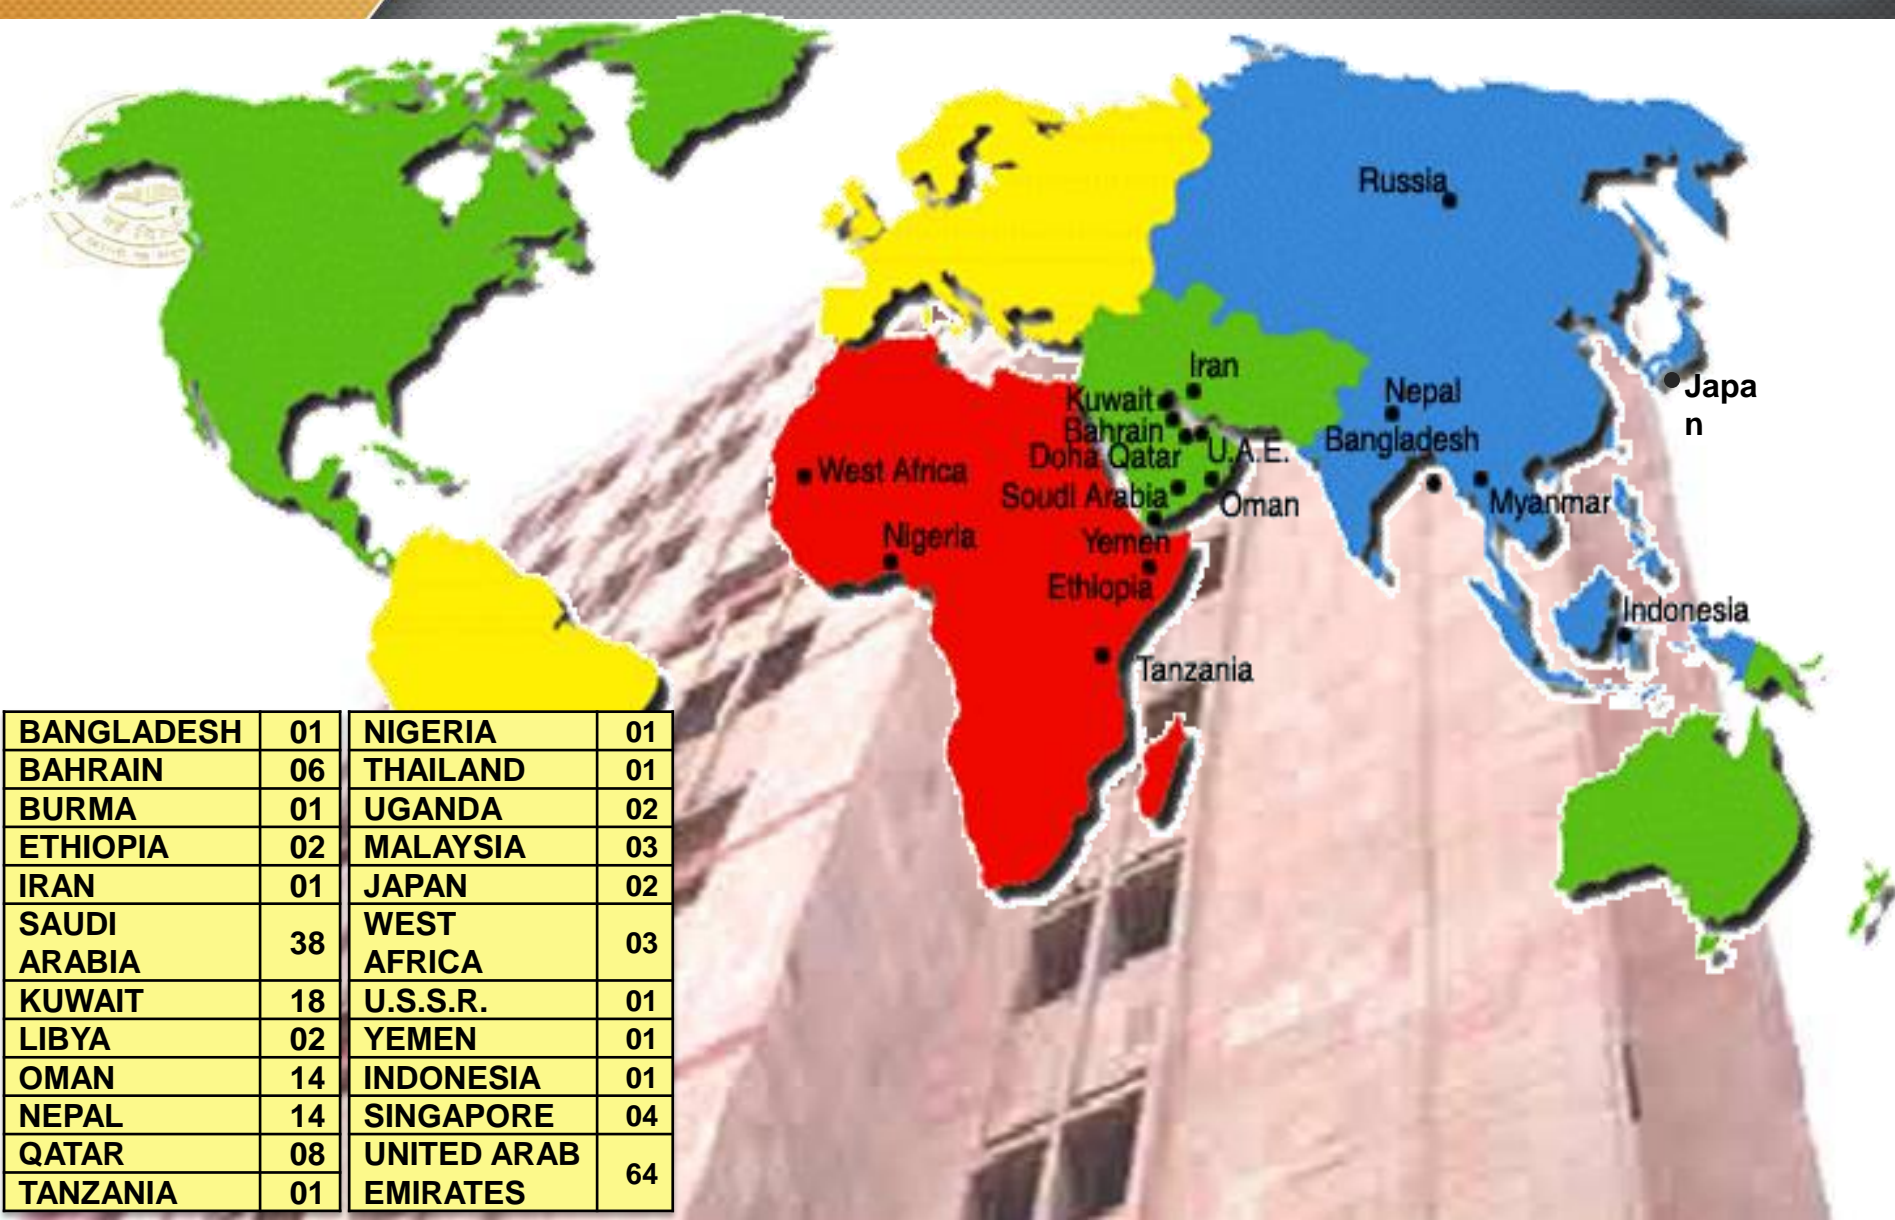 Russia
Iran
Kuwait
Nepal
Japa
n
Bahrain
Bangladesh
Doha Qatar
U.A.E.
West Africa
Soudi Arabia
Oman
Myanmar
Nigeria
Yemen
Ethiopia
Indonesia
Tanzania
BANGLADESH 01
BAHRAIN 06
BURMA 01
ETHIOPIA 02
IRAN 01
SAUDI
ARABIA 38
KUWAIT 18
LIBYA 02
OMAN 14
NEPAL 14
QATAR 08
TANZANIA 01
NIGERIA 01
THAILAND 01
UGANDA 02
MALAYSIA 03
JAPAN 02
WEST
AFRICA 03
U.S.S.R. 01
YEMEN 01
INDONESIA 01
SINGAPORE 04
UNITED ARAB
EMIRATES 64